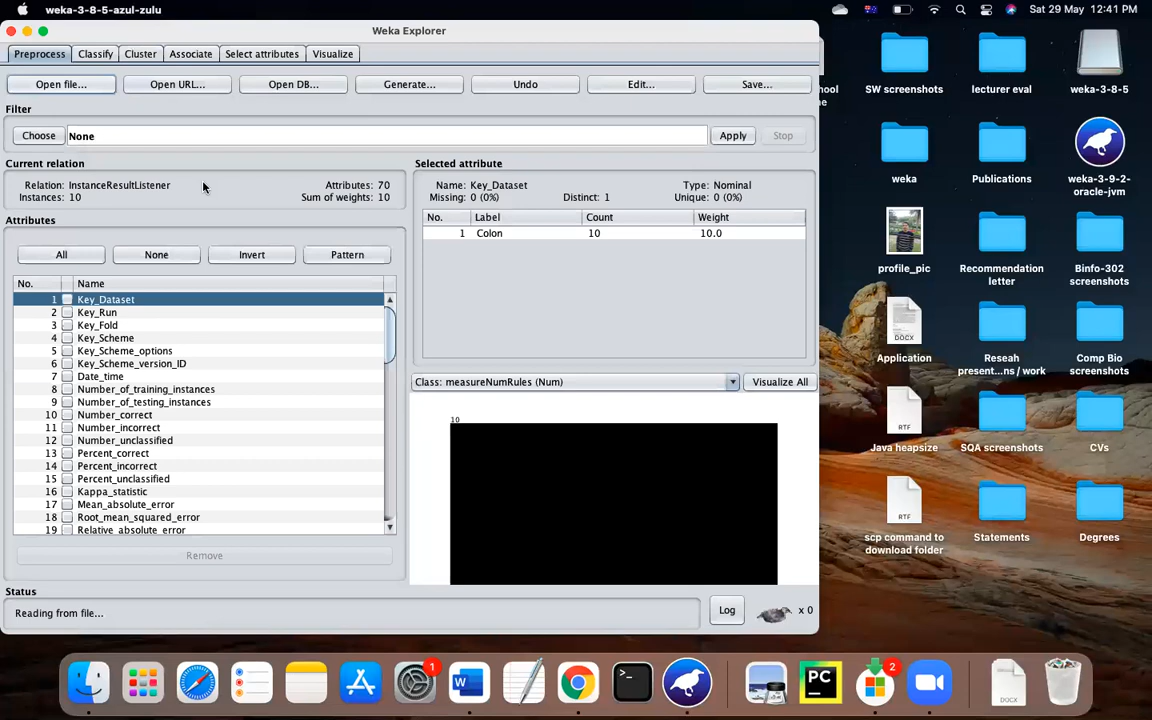 weka-3-8-5-azul-zulu
Sat 29 May 12:41 PM
Weka Explorer
Preprocess Classify Cluster Associate Select attributes Visualize
Open file... Open URL... Open DB... Generate... Undo Edit... Save...
Filter
Choose None Apply Stop
Current relation
Relation: InstanceResultListener Attributes: 70
Instances: 10 Sum of weights: 10
Attributes
All None Invert Pattern
No. Name
1 Key_Dataset
2 Key_Run
3 Key_Fold
4 Key_Scheme
5 Key_Scheme_options
6 Key_Scheme_version_ID
7 Date_time
8 Number_of_training_instances
9 Number_of_testing_instances
10 Number_correct
11 Number_incorrect
12 Number_unclassified
13 Percent_correct
14 Percent_incorrect
15 Percent_unclassified
16 Kappa_statistic
17 Mean_absolute_error
18 Root_mean_squared_error
19 Relative_absolute_error
Remove
Selected attribute
Name: Key_Dataset Type: Nominal
Missing: 0 (0%) Distinct: 1 Unique: 0 (0%)
No. Label Count Weight
1 Colon 10 10.0
Class: measureNumRules (Num) Visualize All
10
Status
Reading from file...
Log x 0
SW screenshots
lecturer eval
weka-3-8-5
weka
Publications
weka-3-9-2-
oracle-jvm
profile_pic
Recommendation
letter
Binfo-302
screenshots
DOCX
Application
Reseah
present...ns / work
Comp Bio
screenshots
RTF
Java heapsize
SQA screenshots
CVs
RTF
scp command to
download folder
Statements
Degrees
1
W
>_
PC
2
DOCX